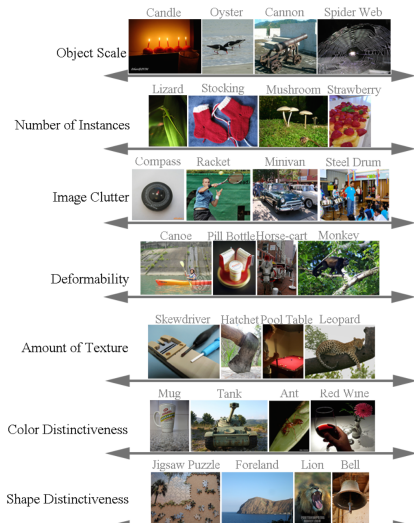 Candle Oyster Cannon Spider Web
Object Scale
Lizard Stocking Mushroom Strawberry
Number of Instances
Compass Racket Minivan Steel Drum
Image Clutter
Canoe Pill Bottle Horse-cart Monkey
Deformability
Skewdriver Hatchet Pool Table Leopard
Amount of Texture
Mug Tank Ant Red Wine
Color Distinctiveness
Jigsaw Puzzle Foreland Lion Bell
Shape Distinctiveness